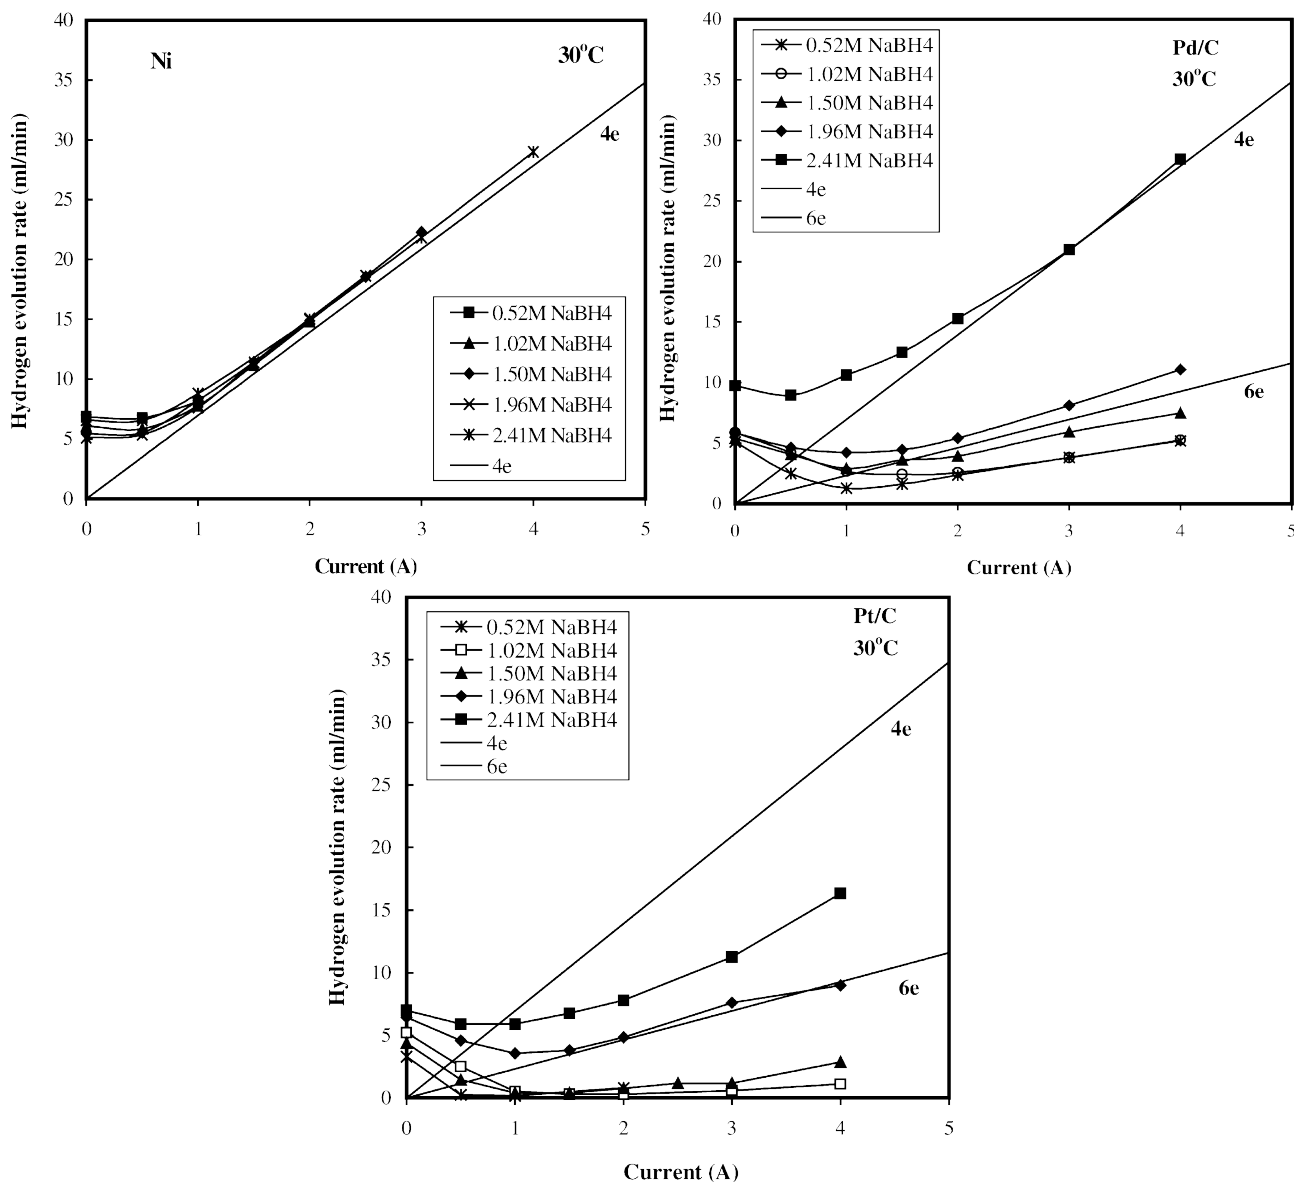 Ni
30°C
4e
Hydrogen evolution rate (ml/min)
40
35
30
25
20
15
10
5
0
0.52M NaBH4
1.02M NaBH4
1.50M NaBH4
1.96M NaBH4
2.41M NaBH4
4e
0 1 2 3 4 5
Current (A)
Pd/C
30°C
4e
6e
Hydrogen evolution rate (ml/min)
40
35
30
25
20
15
10
5
0
0.52M NaBH4
1.02M NaBH4
1.50M NaBH4
1.96M NaBH4
2.41M NaBH4
4e
6e
0 1 2 3 4 5
Current (A)
Pt/C
30°C
4e
6e
Hydrogen evolution rate (ml/min)
40
35
30
25
20
15
10
5
0
0.52M NaBH4
1.02M NaBH4
1.50M NaBH4
1.96M NaBH4
2.41M NaBH4
4e
6e
0 1 2 3 4 5
Current (A)